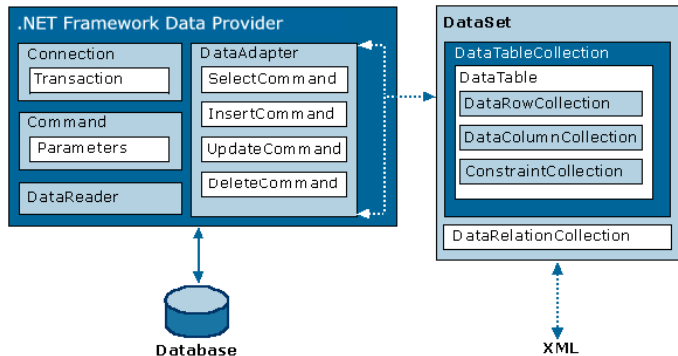 .NET Framework Data Provider
Connection
Transaction
Command
Parameters
DataReader
DataAdapter
SelectCommand
InsertCommand
UpdateCommand
DeleteCommand
DataSet
DataTableCollection
DataTable
DataRowCollection
DataColumnCollection
ConstraintCollection
DataRelationCollection
Database
XML